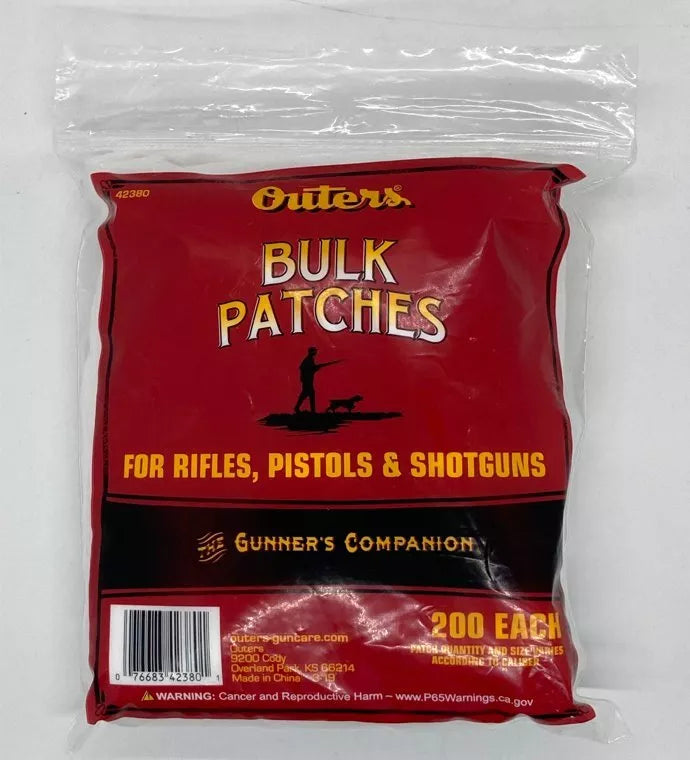 42380
Outers®
BULK
PATCHES
FOR RIFLES, PISTOLS & SHOTGUNS
THE GUNNER'S COMPANION
200 EACH
PATCH QUANTITY AND SIZE VARIES
ACCORDING TO CALIBER
outers-guncare.com
Outers
9200 Cody
Overland Park, KS 66214
Made in China 3-19
0 76683 42380 1
WARNING: Cancer and Reproductive Harm – www.P65Warnings.ca.gov